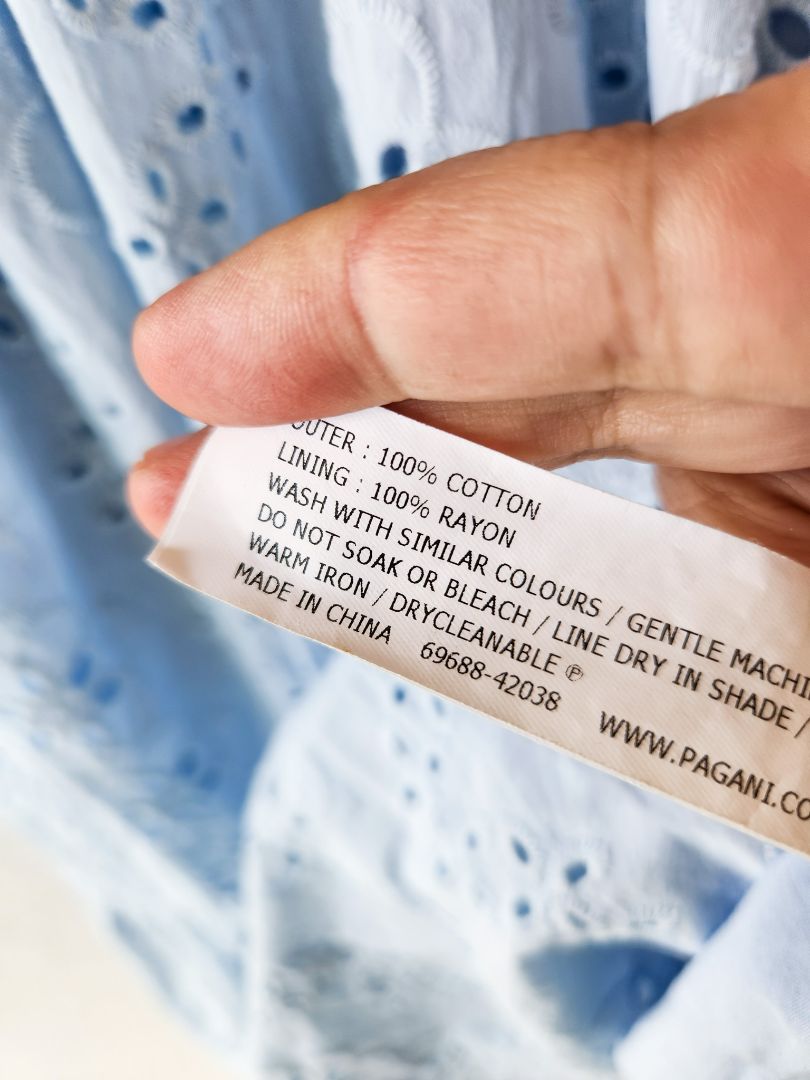 OUTER : 100% COTTON
LINING : 100% RAYON
WASH WITH SIMILAR COLOURS / GENTLE MACHI
DO NOT SOAK OR BLEACH / LINE DRY IN SHADE /
WARM IRON / DRYCLEANABLE Ⓟ
MADE IN CHINA 69688-42038 WWW.PAGANI.CO